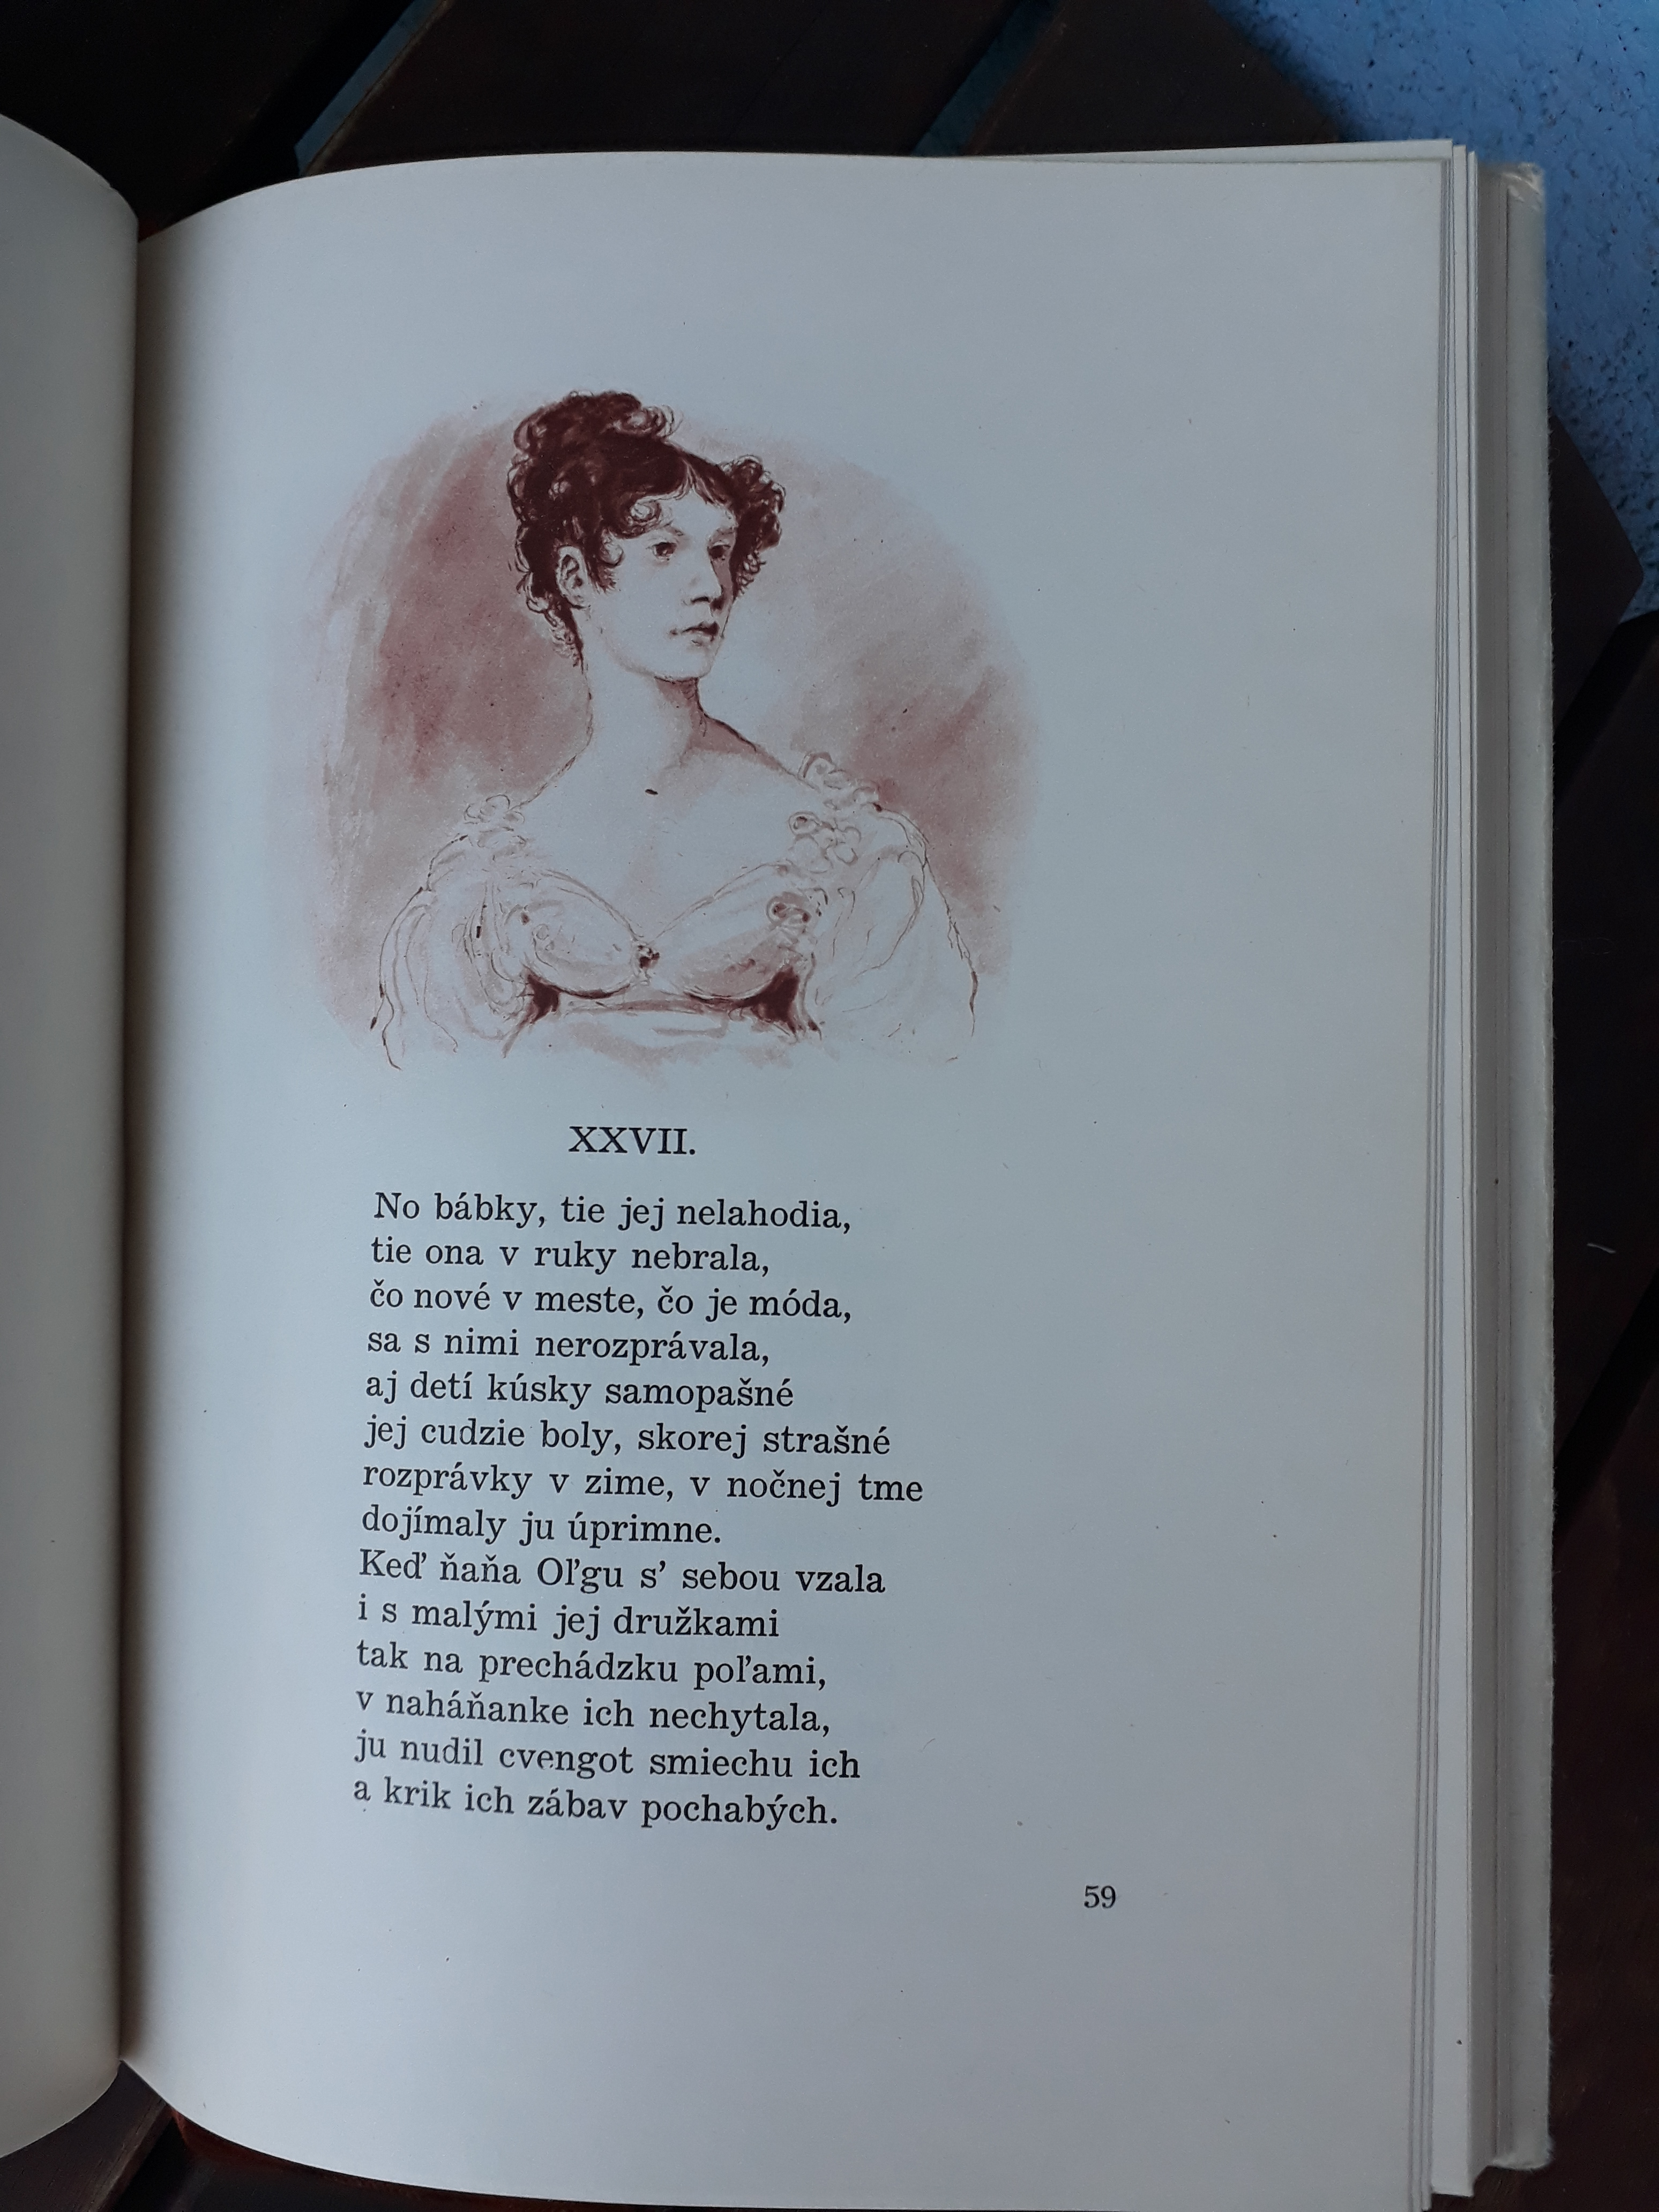 XXVII.
No bábky, tie jej nelahodia,
tie ona v ruky nebrala,
čo nové v meste, čo je móda,
sa s nimi nerozprávala,
aj detí kúsky samopašné
jej cudzie boly, skorej strašné
rozprávky v zime, v nočnej tme
dojímaly ju úprimne.
Keď ňaňa Oľgu s’ sebou vzala
i s malými jej družkami
tak na prechádzku poľami,
v naháňanke ich nechytala,
ju nudil cvengot smiechu ich
a krik ich zábav pochabých.
59